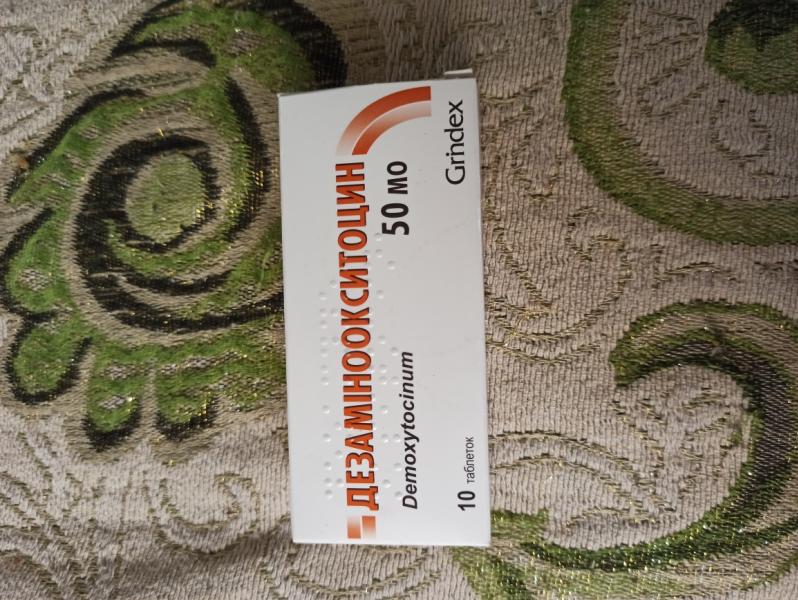 ДЕЗАМІНООКСИТОЦИН
50 МО
Demoxytocinum
10 таблеток
Grindex